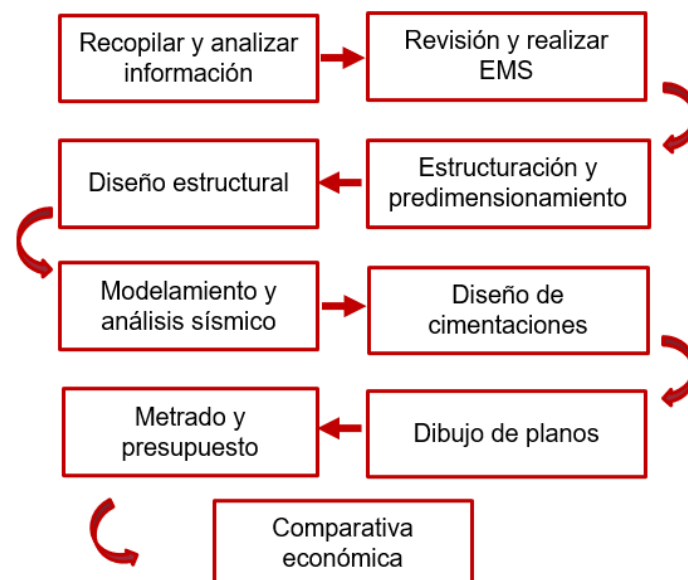 Recopilar y analizar
información
Revisión y realizar
EMS
Estructuración y
predimensionamiento
Diseño estructural
Modelamiento y
análisis sísmico
Diseño de
cimentaciones
Dibujo de planos
Metrado y
presupuesto
Comparativa
económica